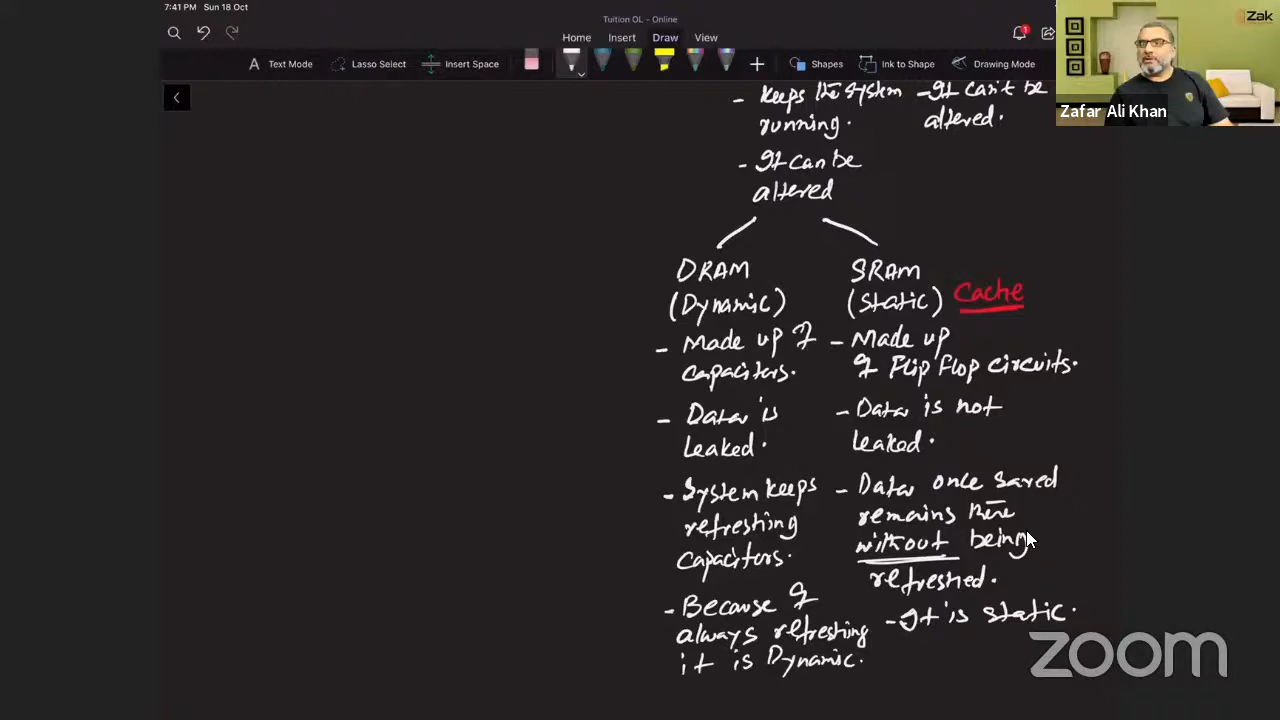 7:41 PM Sun 18 Oct
Tuition OL - Online
Home Insert Draw View
Text Mode Lasso Select Insert Space Shapes Ink to Shape Drawing Mode
1
Zak
Zafar Ali Khan
- Keeps the system
running.
- It can be
altered
- It can't be
altered.
DRAM
(Dynamic)
- Made up of
capacitors.
- Data is
Leaked.
- System keeps
refreshing
capacitors.
- Because of
always refreshing
it is Dynamic.
SRAM
(Static) Cache
- Made up
of Flip Flop circuits.
- Data is not
Leaked.
- Data once saved
remains there
without being
refreshed.
- It is static.
zoom